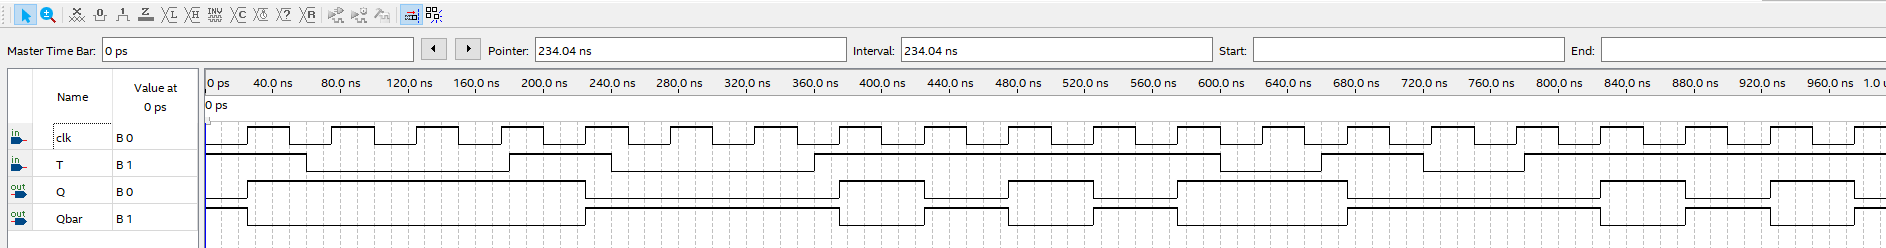 Master Time Bar: 0 ps Pointer: 234.04 ns Interval: 234.04 ns Start: End:
Name Value at 0 ps
0 ps 40.0 ns 80.0 ns 120.0 ns 160.0 ns 200.0 ns 240.0 ns 280.0 ns 320.0 ns 360.0 ns 400.0 ns 440.0 ns 480.0 ns 520.0 ns 560.0 ns 600.0 ns 640.0 ns 680.0 ns 720.0 ns 760.0 ns 800.0 ns 840.0 ns 880.0 ns 920.0 ns 960.0 ns 1.0 u
0 ps
in clk B 0
in T B 1
out Q B 0
out Qbar B 1